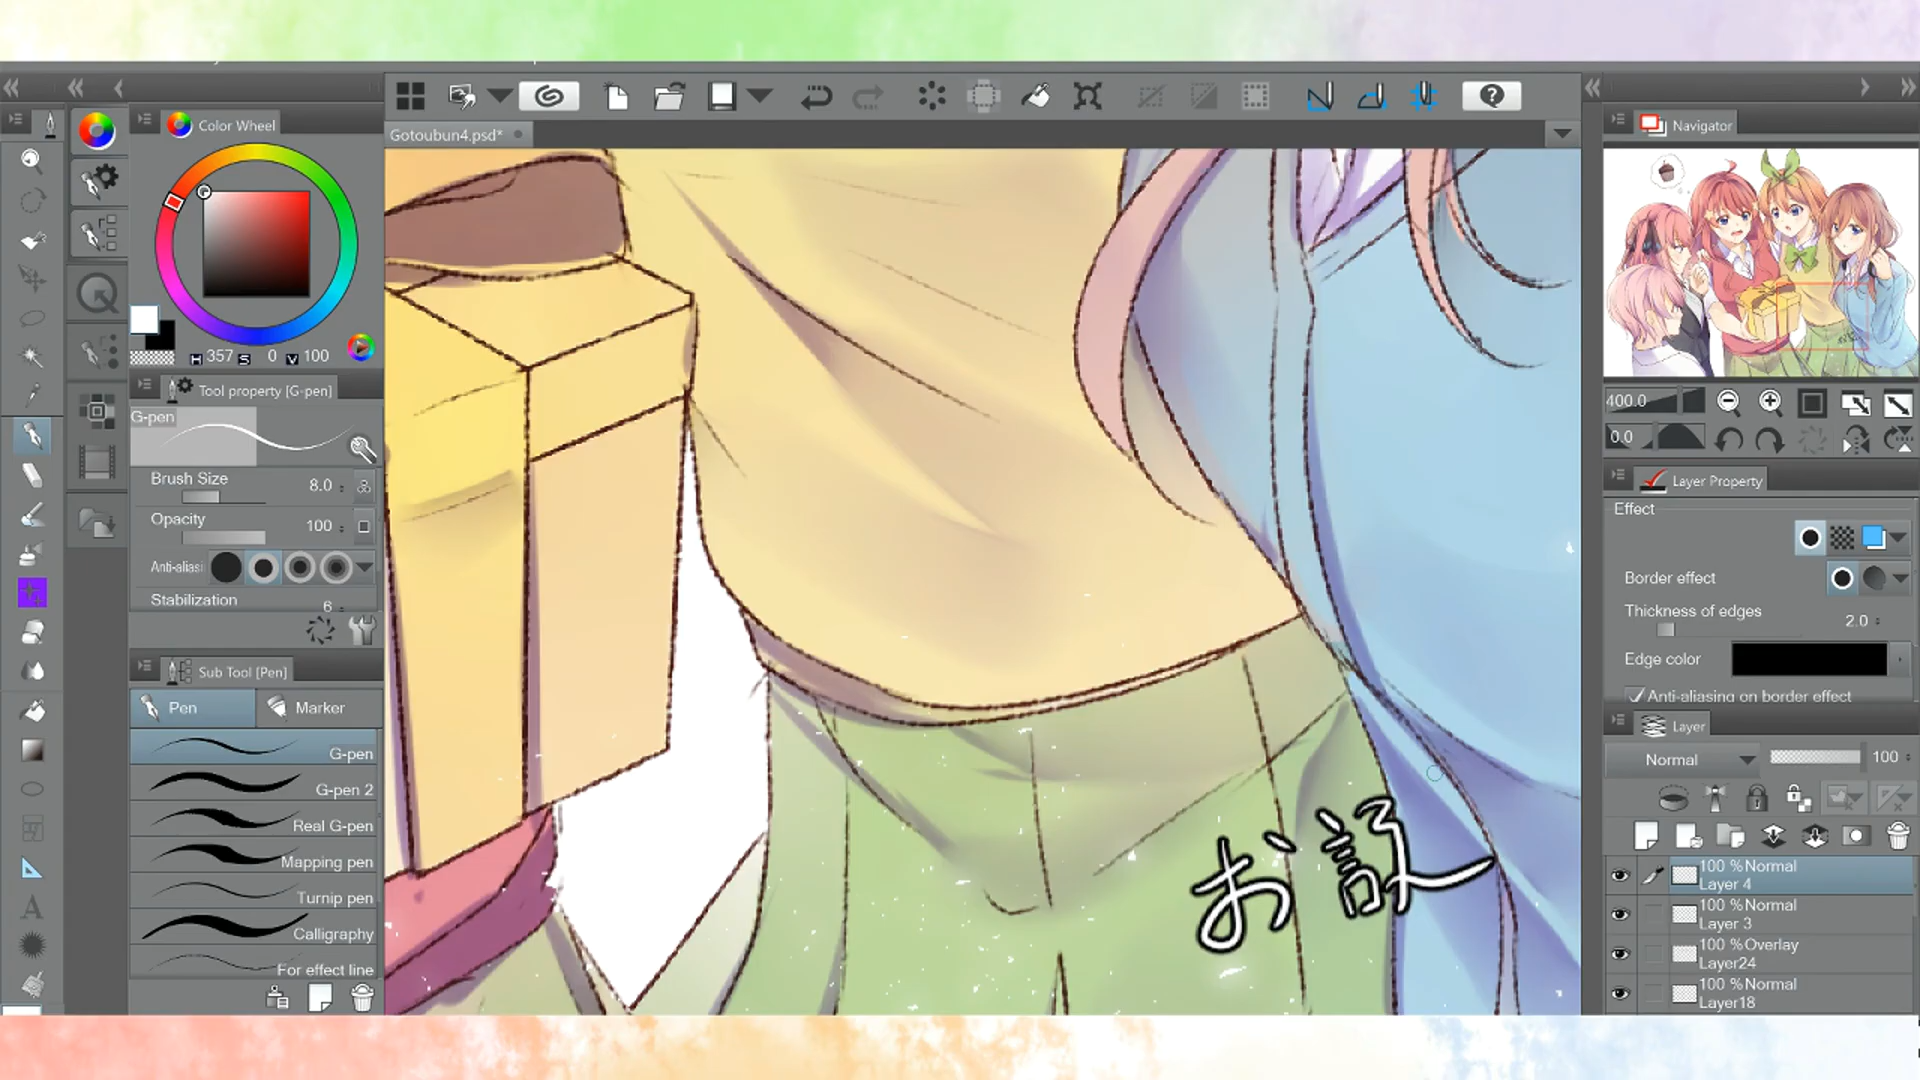 Color Wheel
Gotoubun4.psd*
Navigator
H 357 S 0 V 100
400.0
0.0
Tool property [G-pen]
G-pen
Brush Size 8.0
Opacity 100
Anti-aliasi
Stabilization 6
Layer Property
Effect
Border effect
Thickness of edges 2.0
Edge color
Anti-aliasing on border effect
Sub Tool [Pen]
Pen
Marker
G-pen
G-pen 2
Real G-pen
Mapping pen
Turnip pen
Calligraphy
For effect line
Layer
Normal 100
100 %Normal
Layer 4
100 %Normal
Layer 3
100 %Overlay
Layer24
100 %Normal
Layer18